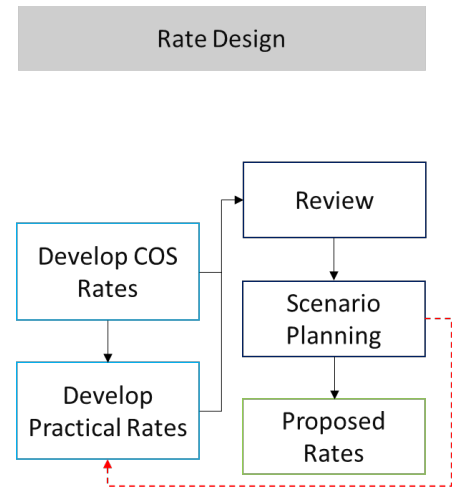 Rate Design
Develop COS
Rates
Develop
Practical Rates
Review
Scenario
Planning
Proposed
Rates